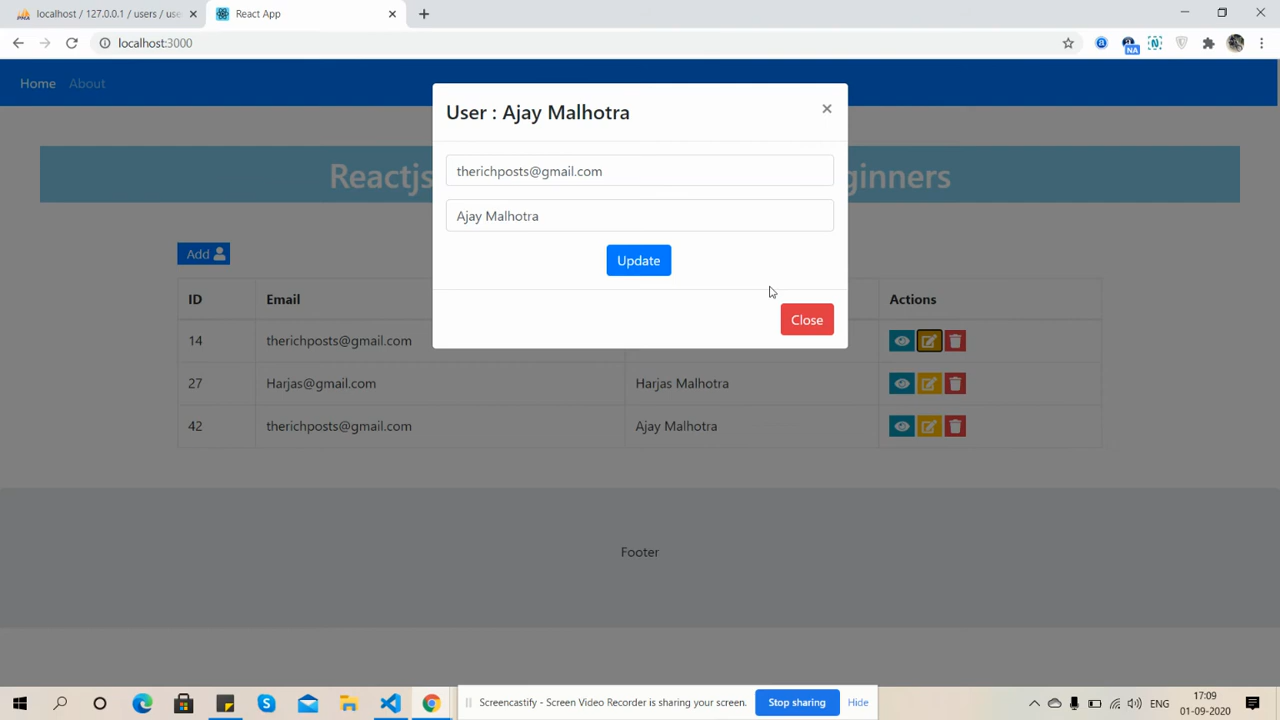 localhost / 127.0.0.1 / users / use
React App
localhost:3000
NA
Home About
User : Ajay Malhotra
×
therichposts@gmail.com
Ajay Malhotra
Update
Close
Reactjs
ginners
Add
ID Email Actions
14 therichposts@gmail.com
27 Harjas@gmail.com Harjas Malhotra
42 therichposts@gmail.com Ajay Malhotra
Footer
Screencastify - Screen Video Recorder is sharing your screen. Stop sharing Hide
ENG
17:09
01-09-2020